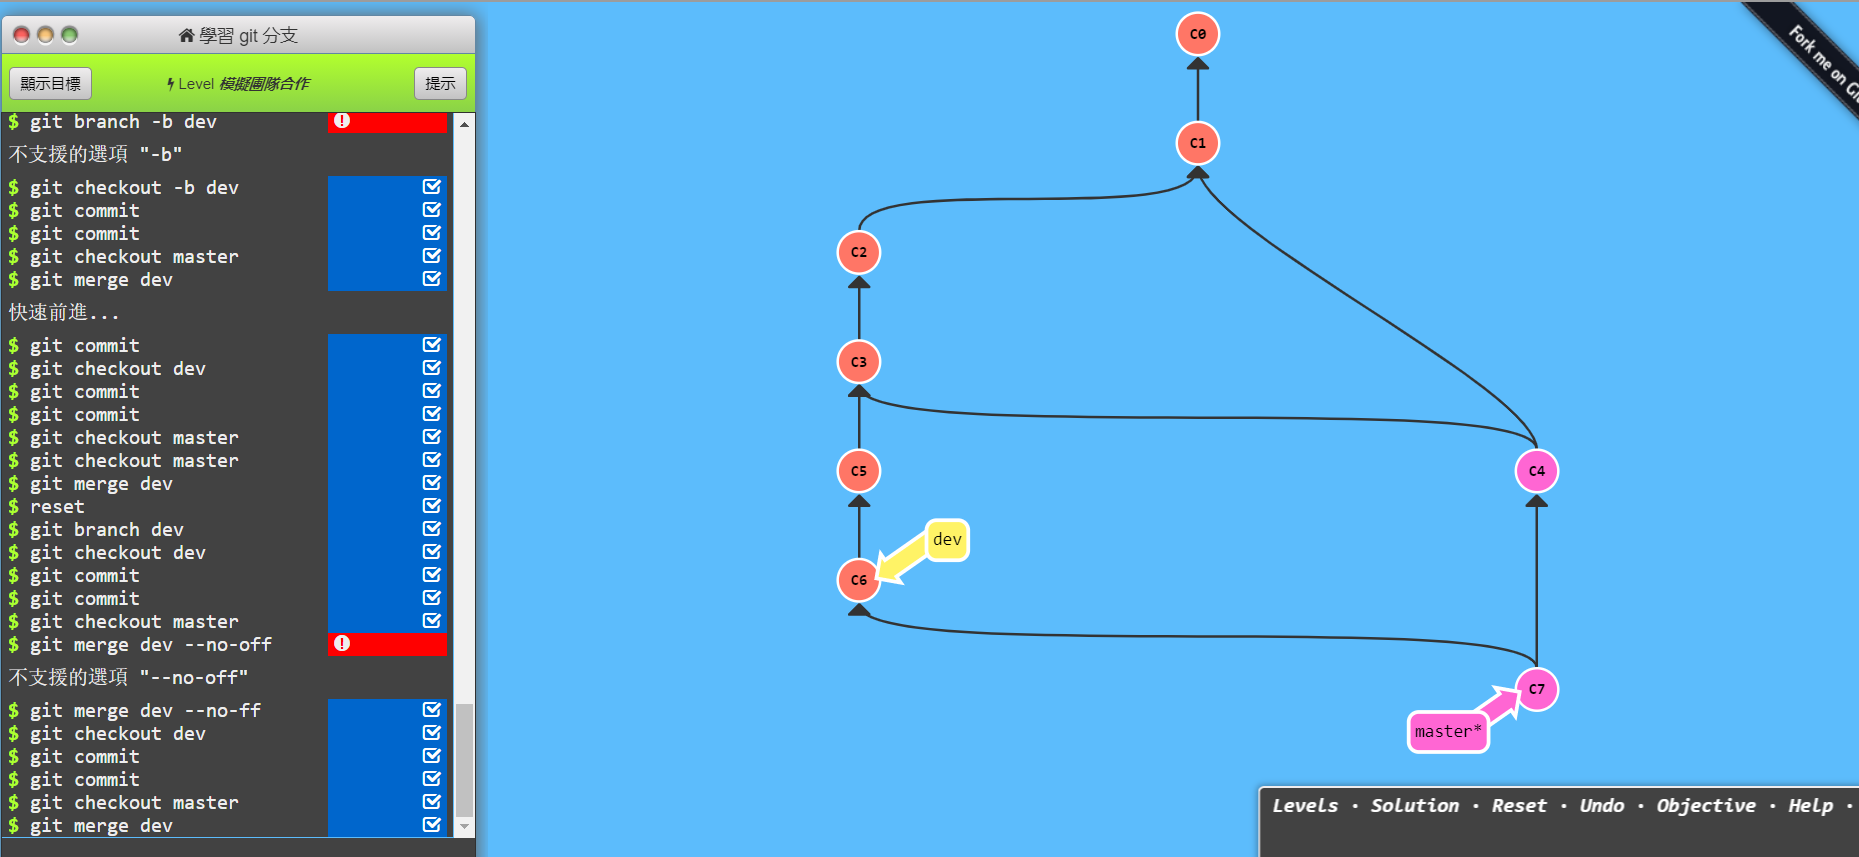 學習 git 分支
顯示目標
Level 模擬團隊合作
提示
$ git branch -b dev
不支援的選項 "-b"
$ git checkout -b dev
$ git commit
$ git commit
$ git checkout master
$ git merge dev
快速前進...
$ git commit
$ git checkout dev
$ git commit
$ git commit
$ git checkout master
$ git checkout master
$ git merge dev
$ reset
$ git branch dev
$ git checkout dev
$ git commit
$ git commit
$ git checkout master
$ git merge dev --no-off
不支援的選項 "--no-off"
$ git merge dev --no-ff
$ git checkout dev
$ git commit
$ git commit
$ git checkout master
$ git merge dev
C0
C1
C2
C3
C4
C5
dev
C6
C7
master*
Fork me on
Levels · Solution · Reset · Undo · Objective · Help ·